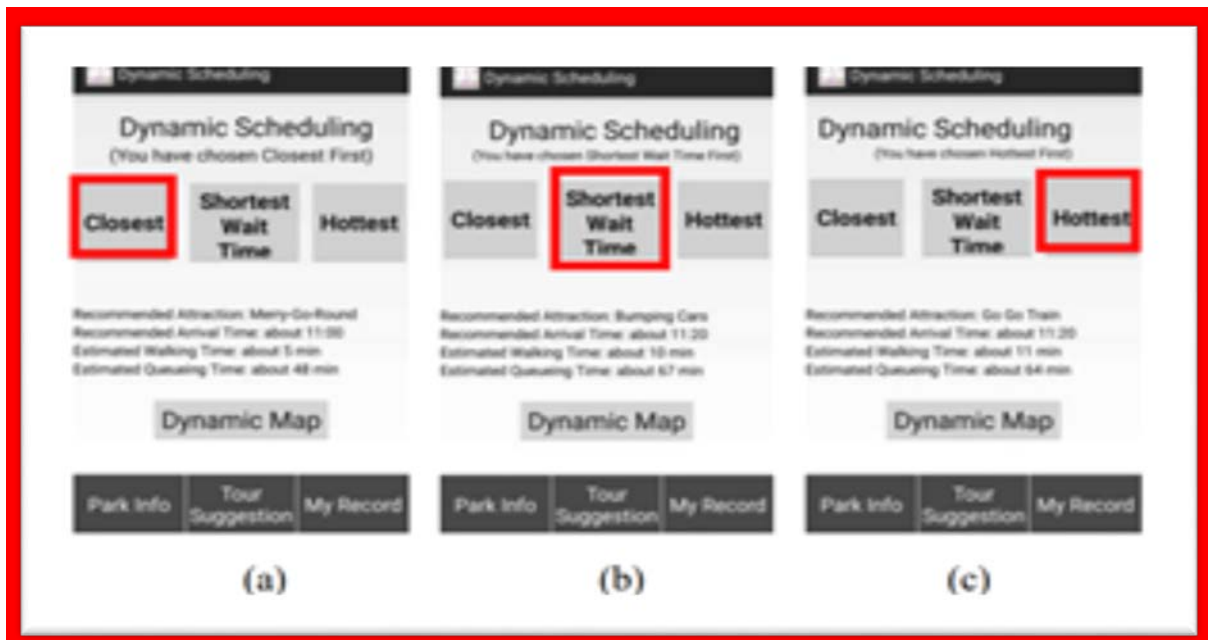 Dynamic Scheduling
Dynamic Scheduling
(You have chosen Closest First)
Closest
Shortest
Wait
Time
Hottest
Recommended Attraction: Merry-Go-Round
Recommended Arrival Time: about 11:00
Estimated Walking Time: about 5 min
Estimated Queueing Time: about 48 min
Dynamic Map
Park Info
Tour
Suggestion
My Record
(a)
Dynamic Scheduling
Dynamic Scheduling
(You have chosen Shortest Wait Time First)
Closest
Shortest
Wait
Time
Hottest
Recommended Attraction: Bumping Cars
Recommended Arrival Time: about 11:20
Estimated Walking Time: about 10 min
Estimated Queueing Time: about 67 min
Dynamic Map
Park Info
Tour
Suggestion
My Record
(b)
Dynamic Scheduling
Dynamic Scheduling
(You have chosen Hottest First)
Closest
Shortest
Wait
Time
Hottest
Recommended Attraction: Go Go Train
Recommended Arrival Time: about 11:20
Estimated Walking Time: about 11 min
Estimated Queueing Time: about 64 min
Dynamic Map
Park Info
Tour
Suggestion
My Record
(c)